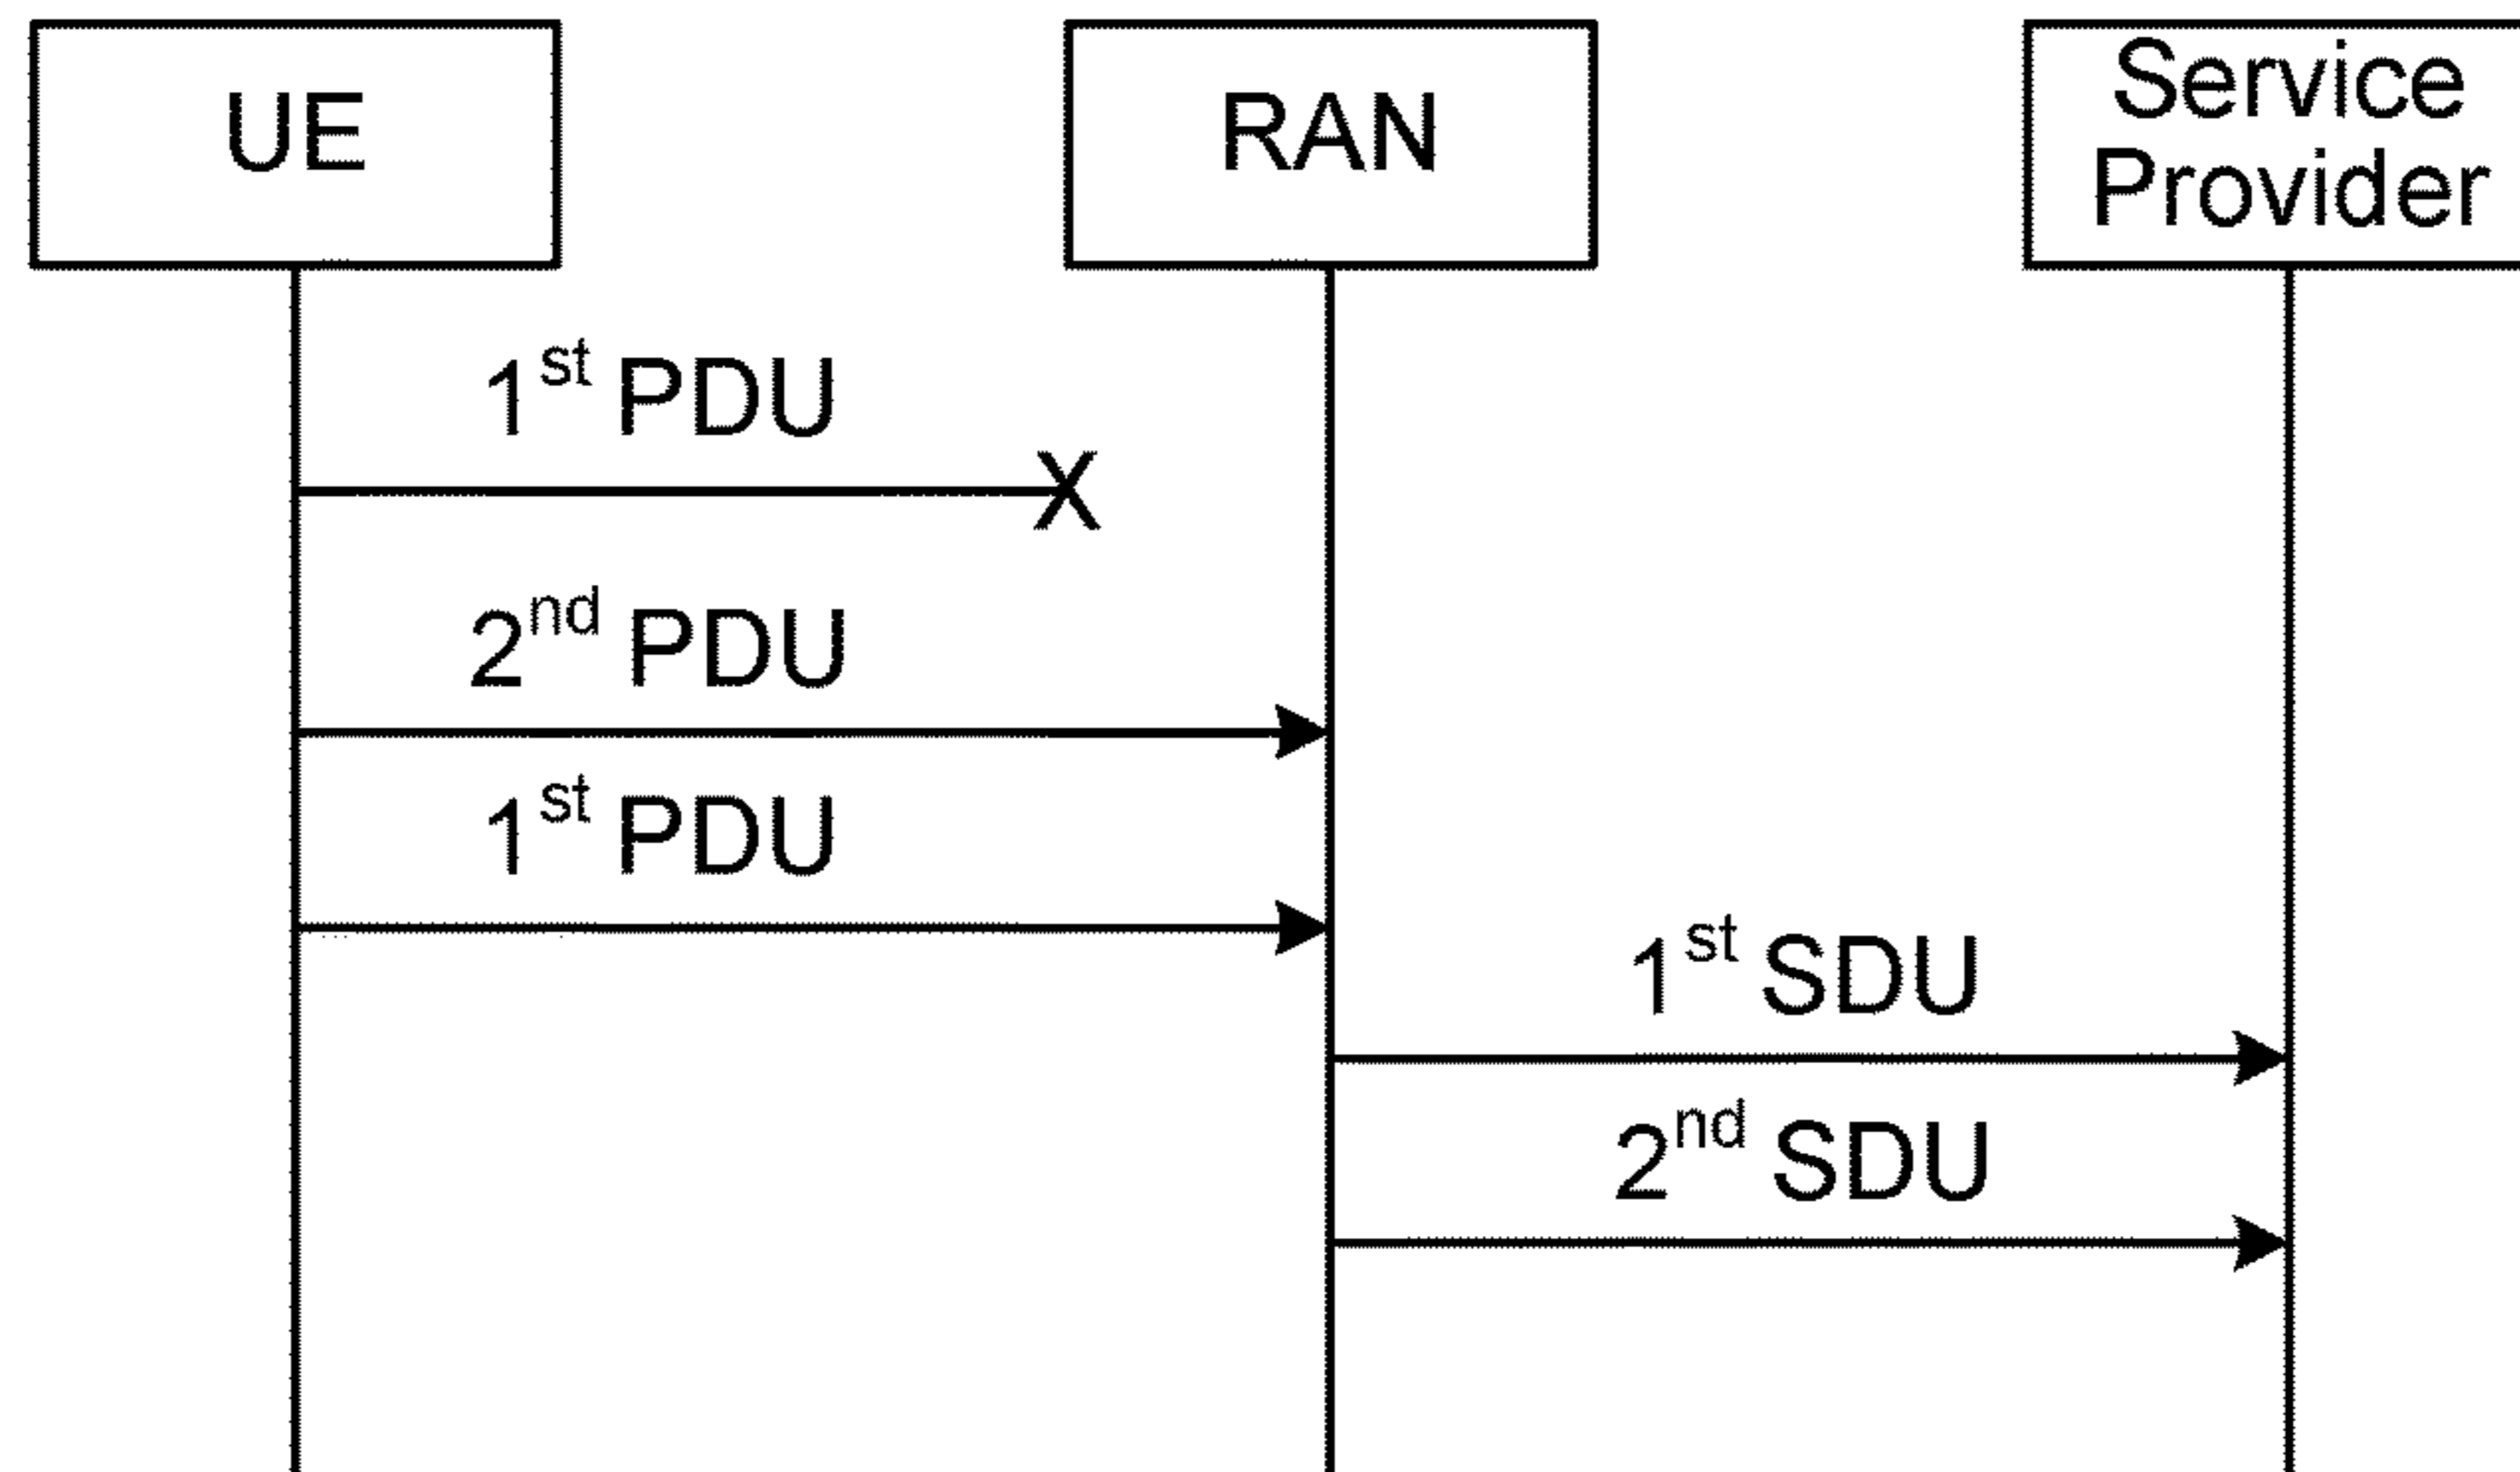 UE
RAN
Service
Provider
1st PDU
X
2nd PDU
1st PDU
1st SDU
2nd SDU